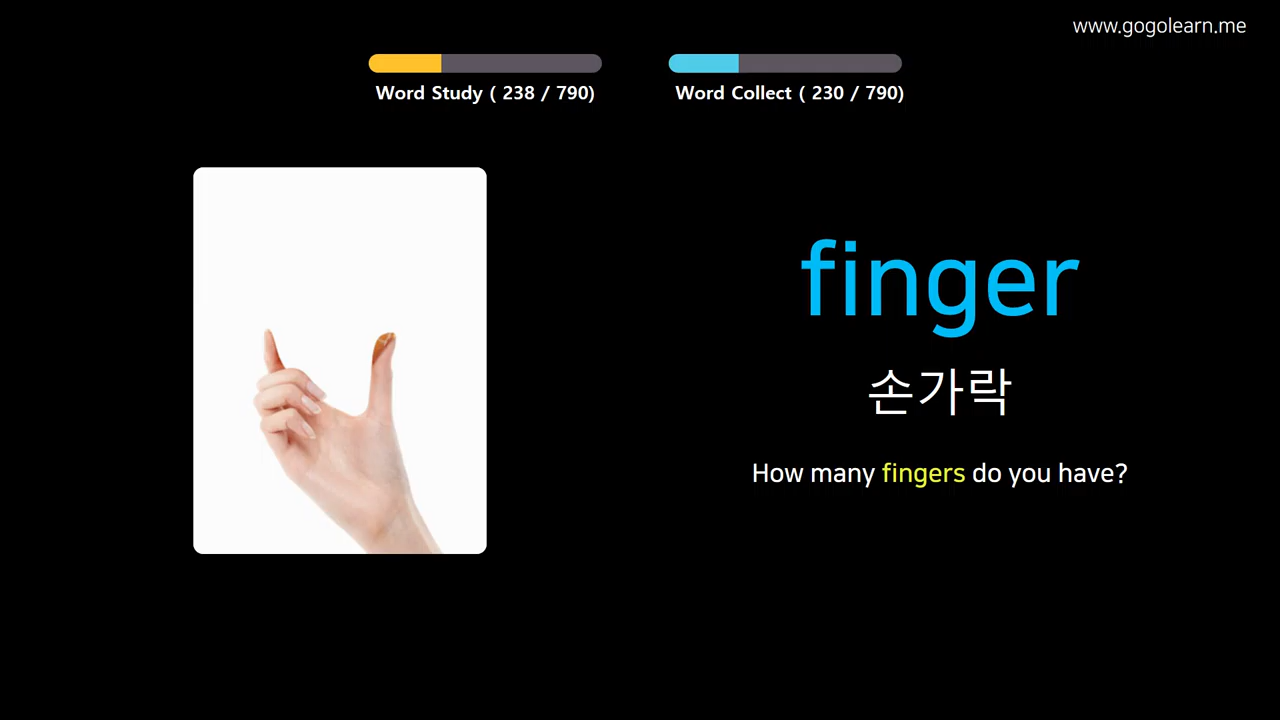 www.gogolearn.me
Word Study ( 238 / 790)
Word Collect ( 230 / 790)
finger
손가락
How many fingers do you have?